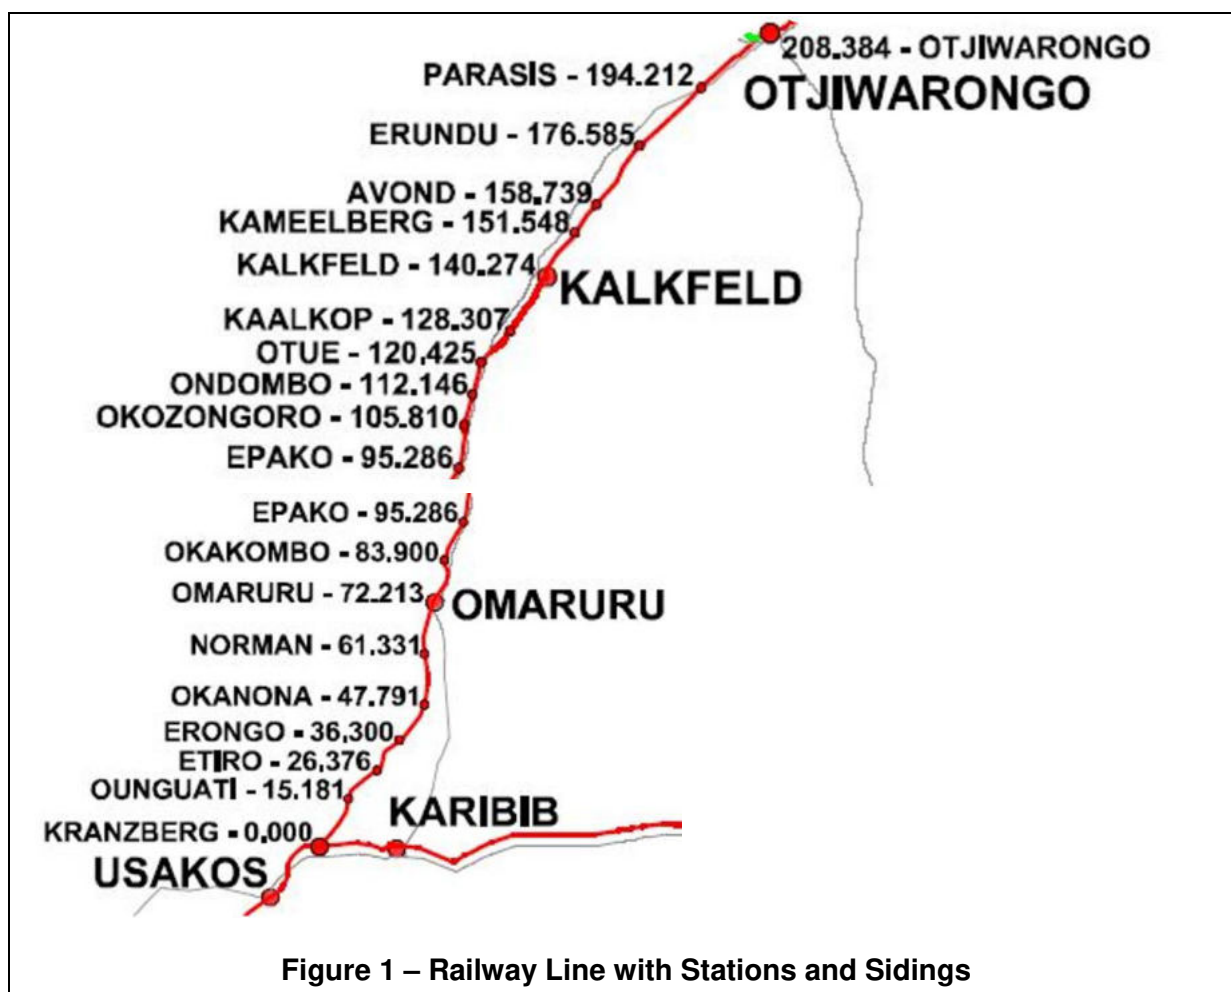 208.384 - OTJIWARONGO
PARASIS - 194.212
OTJIWARONGO
ERUNDU - 176.585
AVOND - 158.739
KAMEELBERG - 151.548
KALKFELD - 140.274
KALKFELD
KAALKOP - 128.307
OTUE - 120.425
ONDOMBO - 112.146
OKOZONGORO - 105.810
EPAKO - 95.286
EPAKO - 95.286
OKAKOMBO - 83.900
OMARURU - 72.213
OMARURU
NORMAN - 61.331
OKANONA - 47.791
ERONGO - 36.300
ETIRO - 26.376
OUNGUATI - 15.181
KARIBIB
KRANZBERG - 0.000
USAKOS
Figure 1 – Railway Line with Stations and Sidings